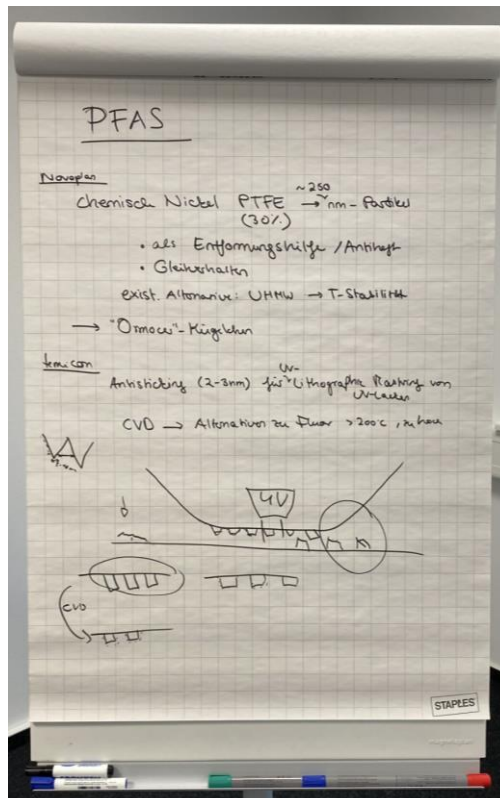 PFAS
Novoplan
~250
chemisch Nickel PTFE → nm-Partikel
(30%)
• als Entformungshilfe / Antihaft
• Gleitverhalten
exist. Alternative: UHMW → T-Stabilität
→ "Ormocer"-Kügelchen
temicon
UV-
Antisticking (2-3nm) für Lithographie von
UV-Lacken
CVD → Alternativen zu Fluor >200°C, zu
UV
CVD
STAPLES